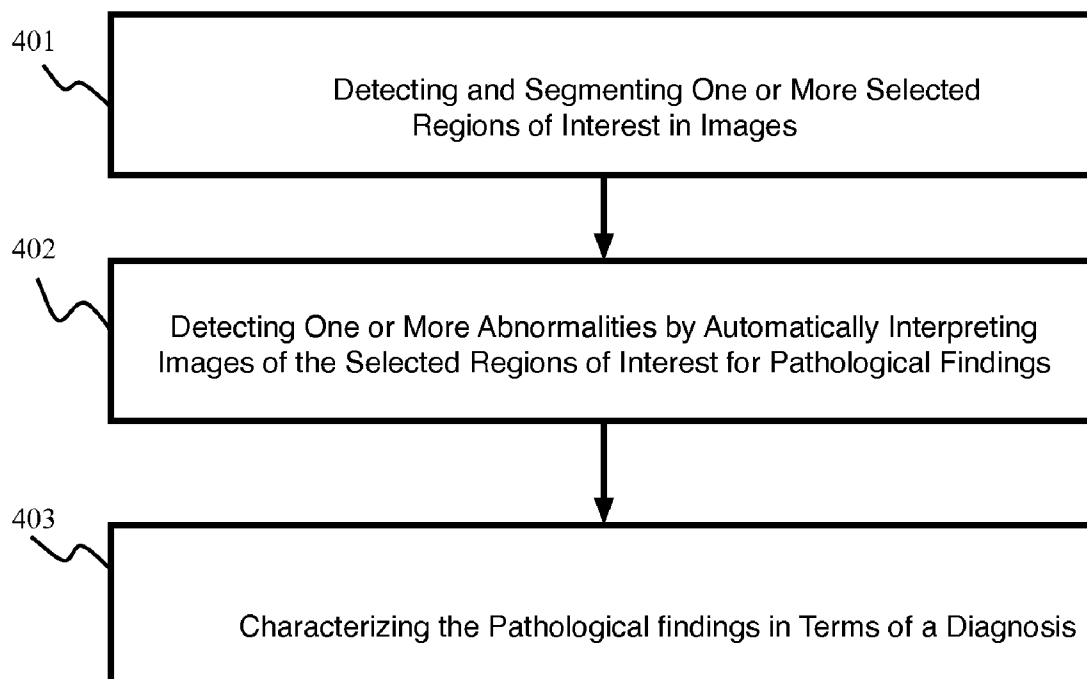 401
Detecting and Segmenting One or More Selected
Regions of Interest in Images
402
Detecting One or More Abnormalities by Automatically Interpreting
Images of the Selected Regions of Interest for Pathological Findings
403
Characterizing the Pathological findings in Terms of a Diagnosis